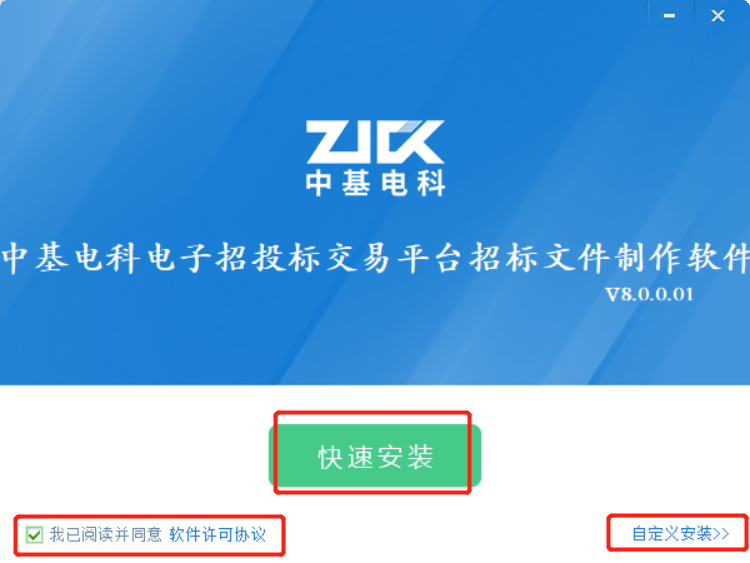 ZJCK
中基电科
中基电科电子招投标交易平台招标文件制作软件
V8.0.0.01
快速安装
我已阅读并同意 软件许可协议
自定义安装>>